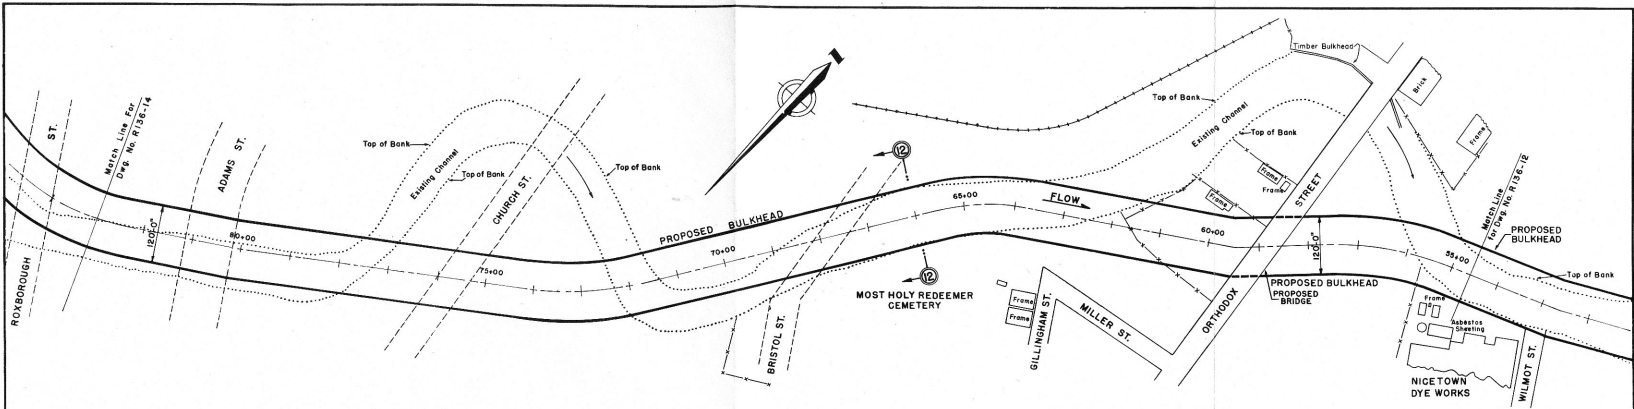 ROXBOROUGH
ST.
Match Line For
Dwg. No. R136-14
ADAMS ST.
120'-0"
80+00
Top of Bank
Existing Channel
Top of Bank
75+00
CHURCH ST.
Top of Bank
PROPOSED BULKHEAD
70+00
BRISTOL ST.
12
12
MOST HOLY REDEEMER
CEMETERY
65+00
FLOW
Frame
Frame
GILLINGHAM ST.
MILLER ST.
Top of Bank
Existing Channel
Top of Bank
Timber Bulkhead
Frame
Frame
Frame
60+00
ORTHODOX
STREET
120'-0"
PROPOSED BULKHEAD
PROPOSED
BRIDGE
Brick
Frame
Match Line
for Dwg. No. R136-12
PROPOSED
BULKHEAD
55+00
Top of Bank
Frame
Asbestos
Sheeting
NICETOWN
DYE WORKS
WILMOT ST.